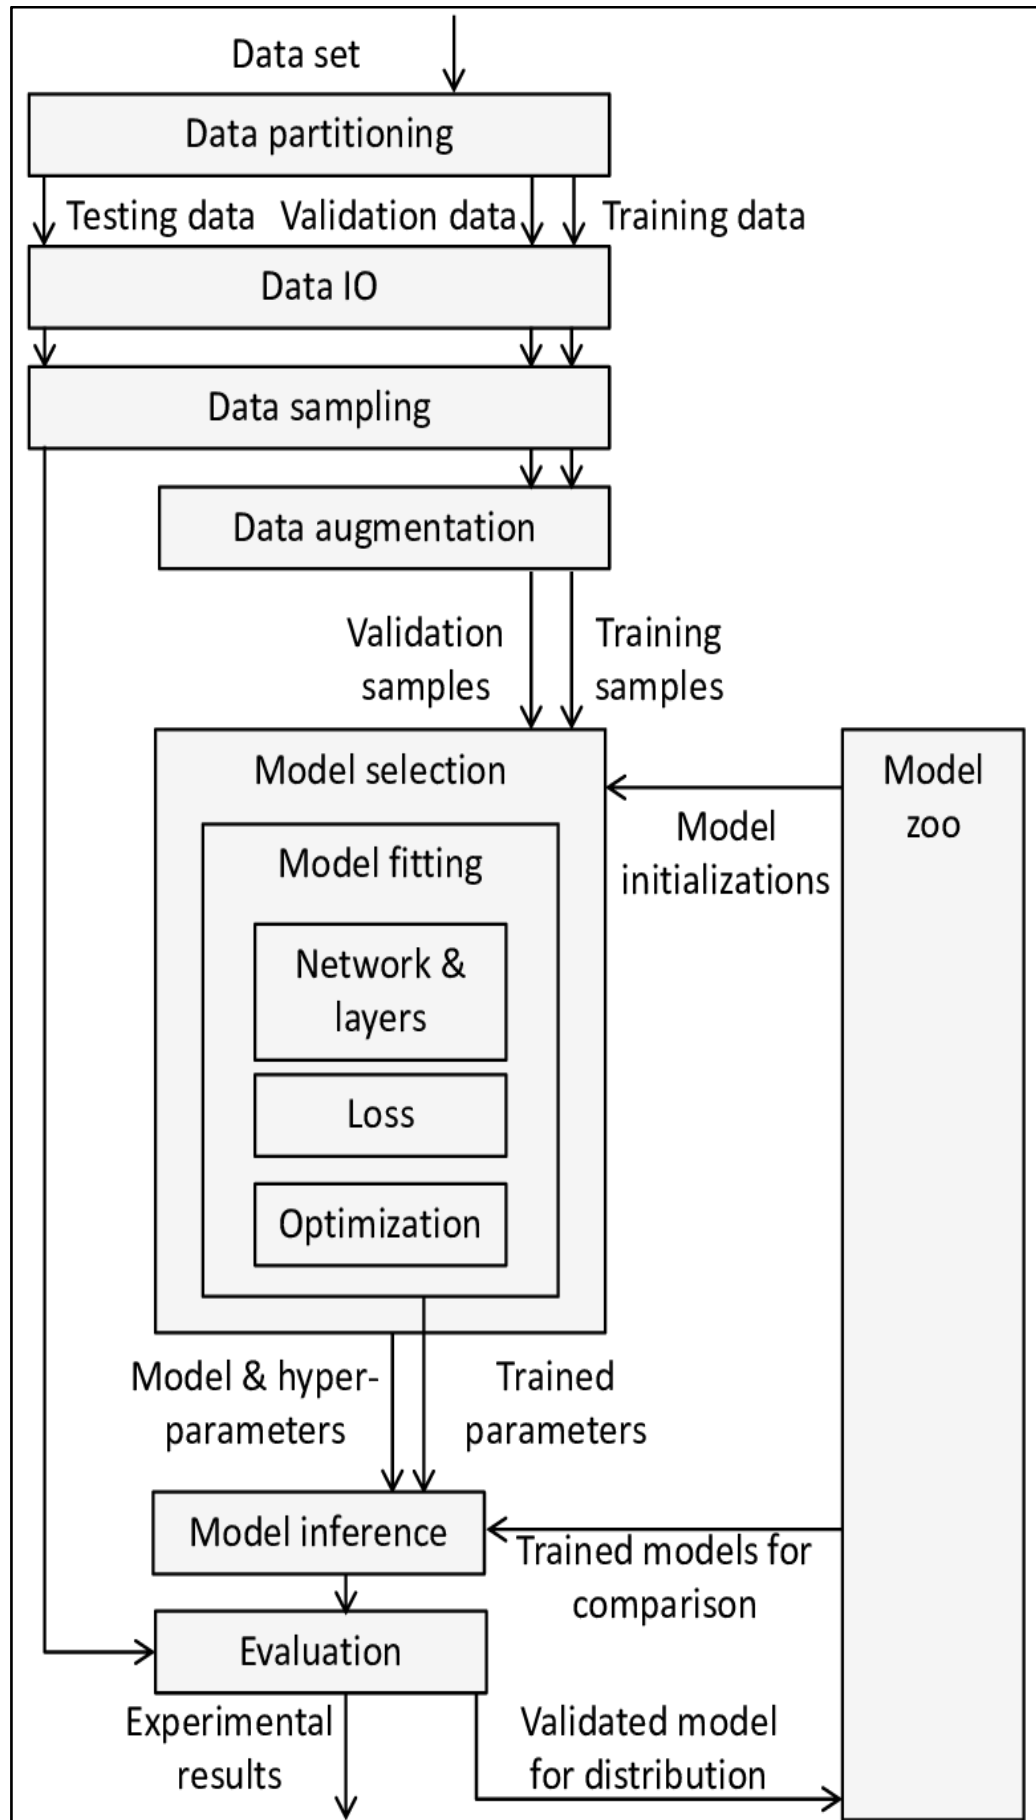 Data set
Data partitioning
Testing data
Validation data
Training data
Data IO
Data sampling
Data augmentation
Validation
samples
Training
samples
Model selection
Model
zoo
Model fitting
Model
initializations
Network &
layers
Loss
Optimization
Model & hyper-
parameters
Trained
parameters
Model inference
Trained models for
comparison
Evaluation
Experimental
results
Validated model
for distribution